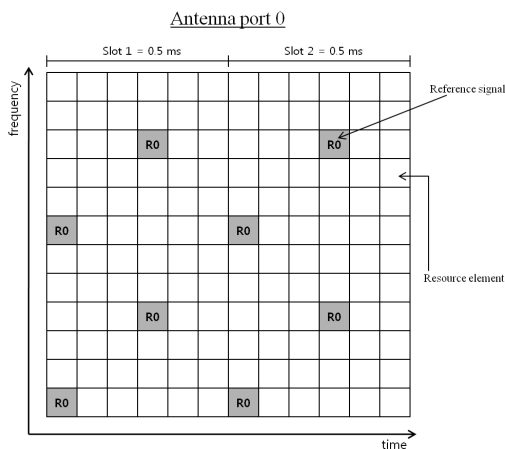 Antenna port 0
Slot 1 = 0.5 ms
Slot 2 = 0.5 ms
frequency
Reference signal
R0
R0
R0
R0
Resource element
R0
R0
R0
R0
time